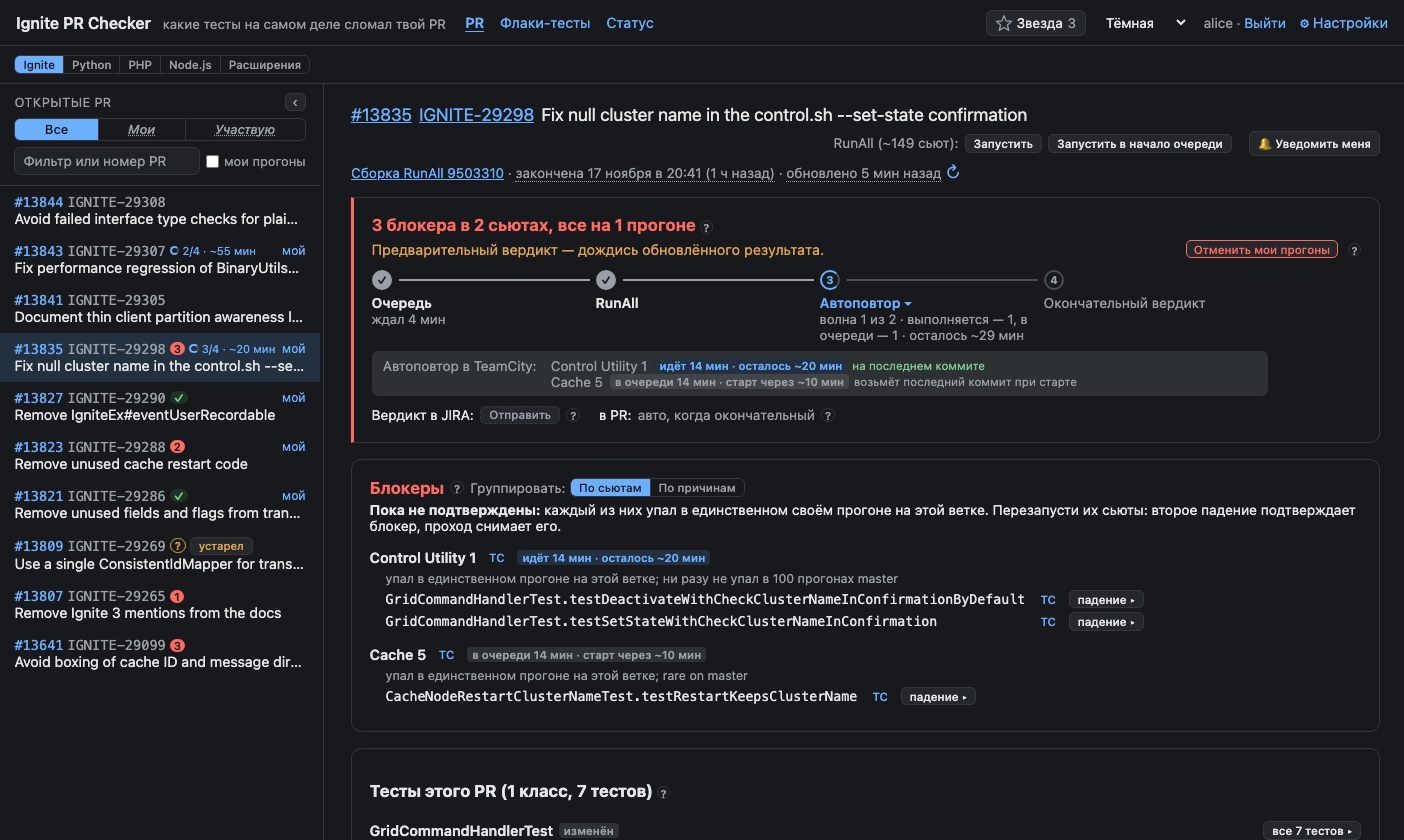 Ignite PR Checker какие тесты на самом деле сломал твой PR PR Флаки-тесты Статус Звезда 3 Тёмная alice · Выйти Настройки
Ignite Python PHP Node.js Расширения
ОТКРЫТЫЕ PR
Все Мои Участвую
Фильтр или номер PR мои прогоны
#13844 IGNITE-29308
Avoid failed interface type checks for plai...
#13843 IGNITE-29307 2/4 · ~55 мин мой
Fix performance regression of BinaryUtils...
#13841 IGNITE-29305
Document thin client partition awareness l...
#13835 IGNITE-29298 3 3/4 · ~20 мин мой
Fix null cluster name in the control.sh --se...
#13827 IGNITE-29290 мой
Remove IgniteEx#eventUserRecordable
#13823 IGNITE-29288 2 мой
Remove unused cache restart code
#13821 IGNITE-29286 мой
Remove unused fields and flags from tran...
#13809 IGNITE-29269 ? устарел
Use a single ConsistentIdMapper for trans...
#13807 IGNITE-29265 1
Remove Ignite 3 mentions from the docs
#13641 IGNITE-29099 3
Avoid boxing of cache ID and message dir...
#13835 IGNITE-29298 Fix null cluster name in the control.sh --set-state confirmation
RunAll (~149 сьют): Запустить Запустить в начало очереди Уведомить меня
Сборка RunAll 9503310 · закончена 17 ноября в 20:41 (1 ч назад) · обновлено 5 мин назад
3 блокера в 2 сьютах, все на 1 прогоне ?
Предварительный вердикт — дождись обновлённого результата. Отменить мои прогоны ?
3 4
Очередь RunAll Автоповтор Окончательный вердикт
ждал 4 мин волна 1 из 2 · выполняется — 1, в
очереди — 1 · осталось ~29 мин
Автоповтор в TeamCity: Control Utility 1 идёт 14 мин · осталось ~20 мин на последнем коммите
Cache 5 в очереди 14 мин · старт через ~10 мин возьмёт последний коммит при старте
Вердикт в JIRA: Отправить ? в PR: авто, когда окончательный ?
Блокеры ? Группировать: По сьютам По причинам
Пока не подтверждены: каждый из них упал в единственном своём прогоне на этой ветке. Перезапусти их сьюты: второе падение подтверждает
блокер, проход снимает его.
Control Utility 1 TC идёт 14 мин · осталось ~20 мин
упал в единственном прогоне на этой ветке; ни разу не упал в 100 прогонах master
GridCommandHandlerTest.testDeactivateWithCheckClusterNameInConfirmationByDefault TC падение
GridCommandHandlerTest.testSetStateWithCheckClusterNameInConfirmation TC падение
Cache 5 TC в очереди 14 мин · старт через ~10 мин
упал в единственном прогоне на этой ветке; rare on master
CacheNodeRestartClusterNameTest.testRestartKeepsClusterName TC падение
Тесты этого PR (1 класс, 7 тестов) ?
GridCommandHandlerTest изменён все 7 тестов